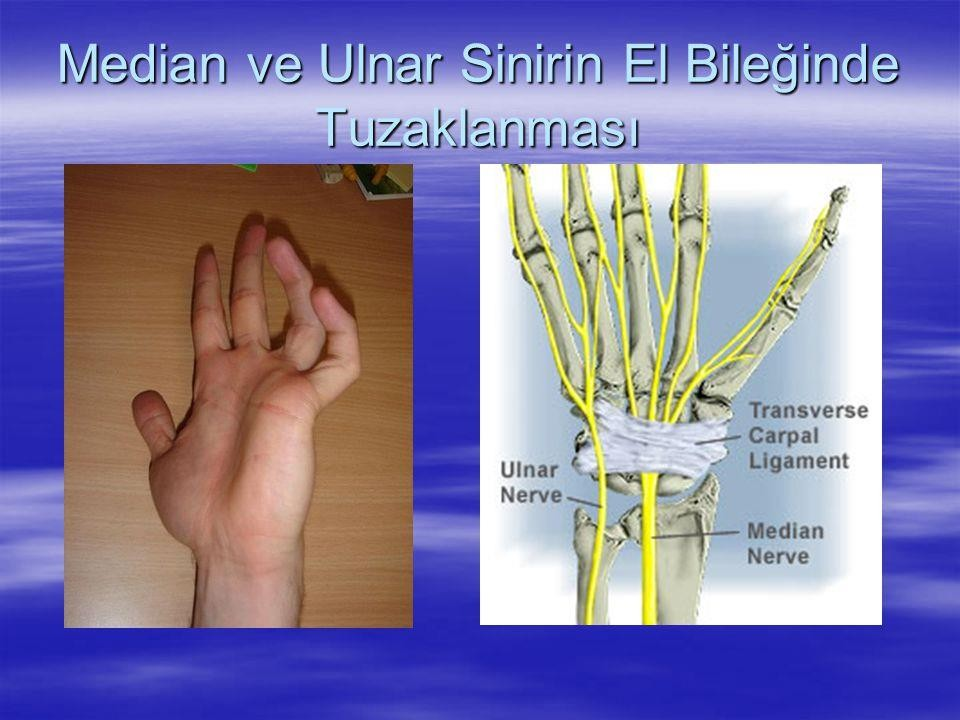 Median ve Ulnar Sinirin El Bileğinde
Tuzaklanması
Transverse
Carpal
Ligament
Ulnar
Nerve
Median
Nerve